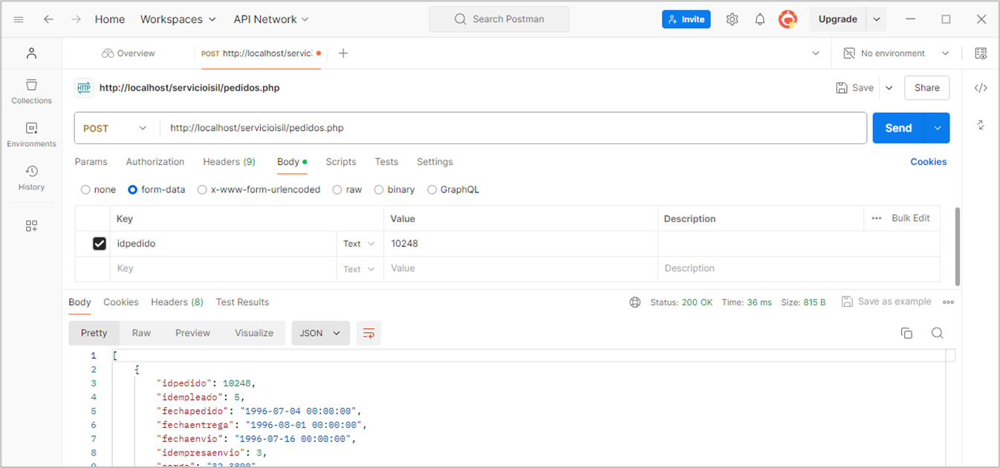 Home Workspaces API Network Search Postman Invite Upgrade
Overview POST http://localhost/servic No environment
HTTP http://localhost/servicioisil/pedidos.php Save Share
Collections
POST http://localhost/servicioisil/pedidos.php Send
Environments
Params Authorization Headers (9) Body Scripts Tests Settings Cookies
History
none form-data x-www-form-urlencoded raw binary GraphQL
Key Value Description Bulk Edit
idpedido Text 10248
Key Text Value Description
Body Cookies Headers (8) Test Results Status: 200 OK Time: 36 ms Size: 815 B Save as example
Pretty Raw Preview Visualize JSON
1 [
2 {
3 "idpedido": 10248,
4 "idempleado": 5,
5 "fechapedido": "1996-07-04 00:00:00",
6 "fechaentrega": "1996-08-01 00:00:00",
7 "fechaenvio": "1996-07-16 00:00:00",
8 "idempresaenvio": 3,
9 "cargo": "32.3800"